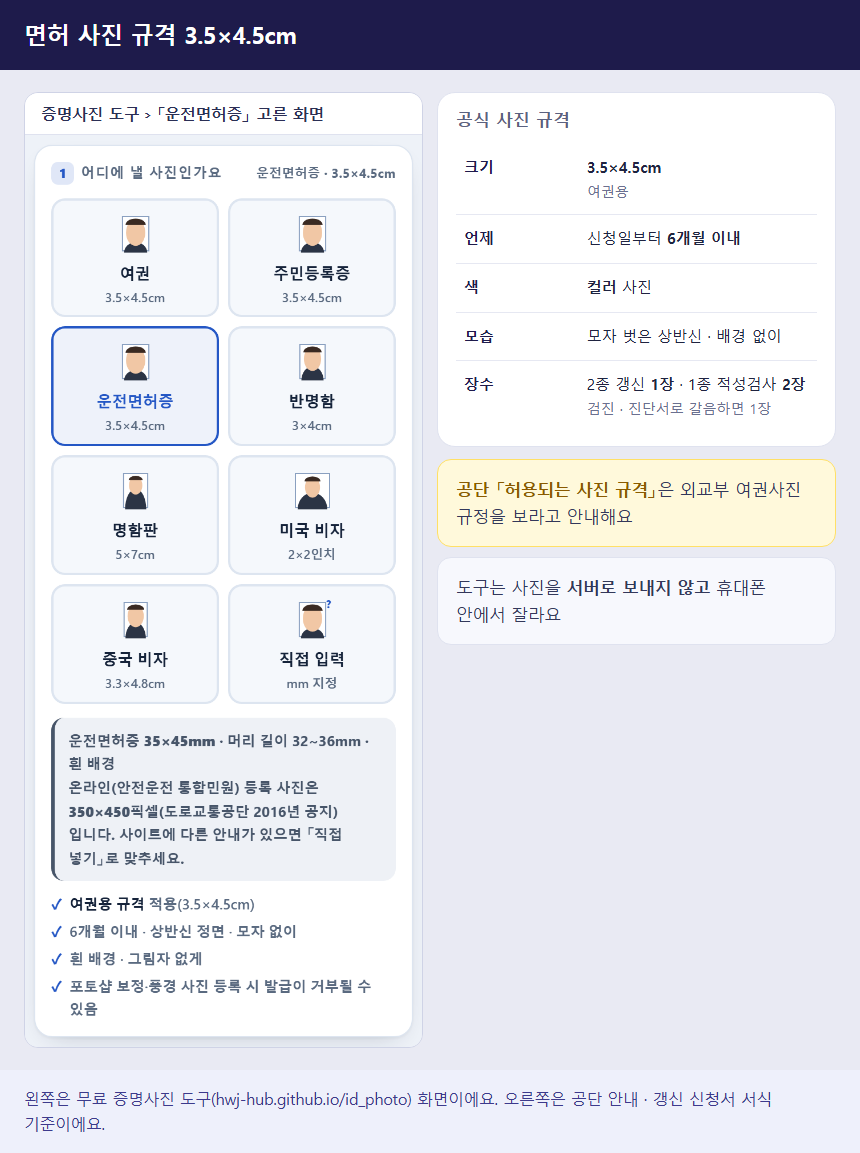 면허 사진 규격 3.5×4.5cm
증명사진 도구 › 「운전면허증」 고른 화면
1 어디에 낼 사진인가요 운전면허증 · 3.5×4.5cm
여권
3.5×4.5cm
주민등록증
3.5×4.5cm
운전면허증
3.5×4.5cm
반명함
3×4cm
명함판
5×7cm
미국 비자
2×2인치
중국 비자
3.3×4.8cm
?
직접 입력
mm 지정
운전면허증 35×45mm · 머리 길이 32~36mm ·
흰 배경
온라인(안전운전 통합민원) 등록 사진은
350×450픽셀(도로교통공단 2016년 공지)
입니다. 사이트에 다른 안내가 있으면 「직접
넣기」로 맞추세요.
✓ 여권용 규격 적용(3.5×4.5cm)
✓ 6개월 이내 · 상반신 정면 · 모자 없이
✓ 흰 배경 · 그림자 없게
✓ 포토샵 보정·풍경 사진 등록 시 발급이 거부될 수
있음
공식 사진 규격
크기 3.5×4.5cm
여권용
언제 신청일부터 6개월 이내
색 컬러 사진
모습 모자 벗은 상반신 · 배경 없이
장수 2종 갱신 1장 · 1종 적성검사 2장
검진 · 진단서로 갈음하면 1장
공단 「허용되는 사진 규격」은 외교부 여권사진
규정을 보라고 안내해요
도구는 사진을 서버로 보내지 않고 휴대폰
안에서 잘라요
왼쪽은 무료 증명사진 도구(hwj-hub.github.io/id_photo) 화면이에요. 오른쪽은 공단 안내 · 갱신 신청서 서식
기준이에요.